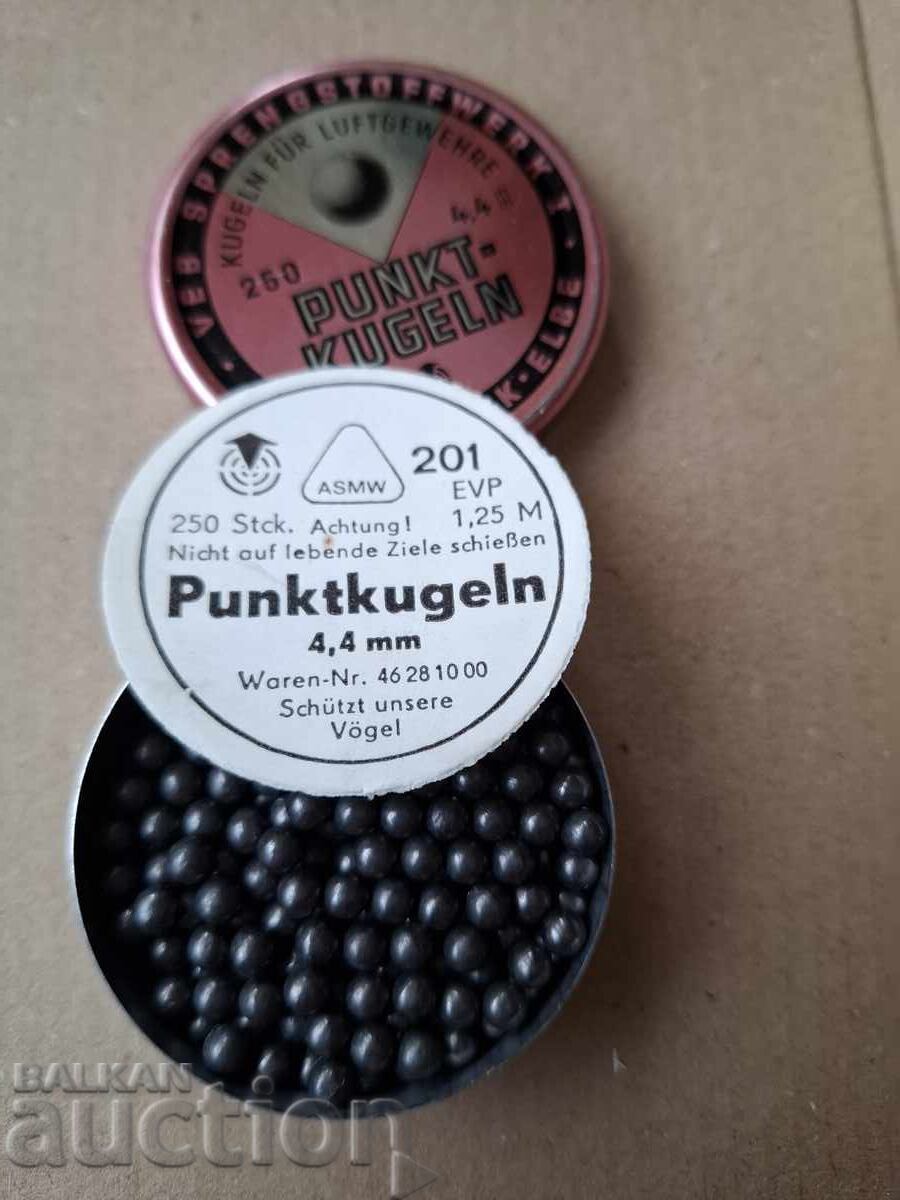 VEB SPRENGSTOFFWERK I
K·ELBE
KUGELN FÜR LUFTGEWEHRE
250
4,4
PUNKT-
KUGELN
201
ASMW
EVP
250 Stck. Achtung! 1,25 M
Nicht auf lebende Ziele schießen
Punktkugeln
4,4 mm
Waren-Nr. 46 28 10 00
Schützt unsere
Vögel
BALKAN
auction